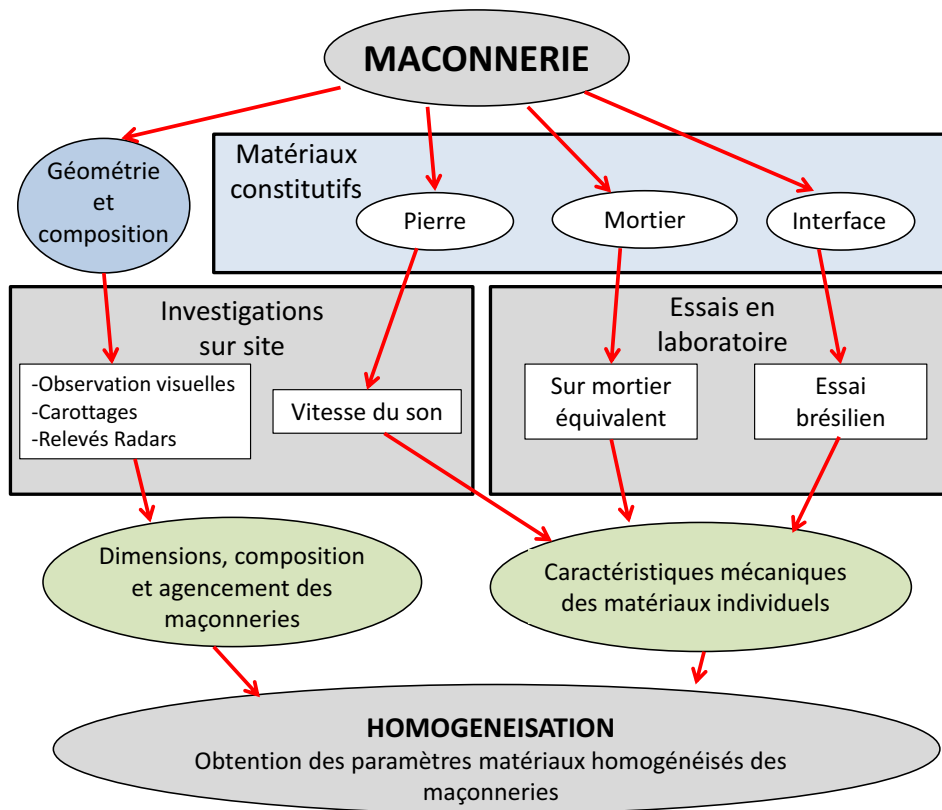 MACONNERIE
Géométrie
et
composition
Matériaux
constitutifs
Pierre
Mortier
Interface
Investigations
sur site
-Observation visuelles
-Carottages
-Relevés Radars
Vitesse du son
Essais en
laboratoire
Sur mortier
équivalent
Essai
brésilien
Dimensions, composition
et agencement des
maçonneries
Caractéristiques mécaniques
des matériaux individuels
HOMOGENEISATION
Obtention des paramètres matériaux homogénéisés des
maçonneries